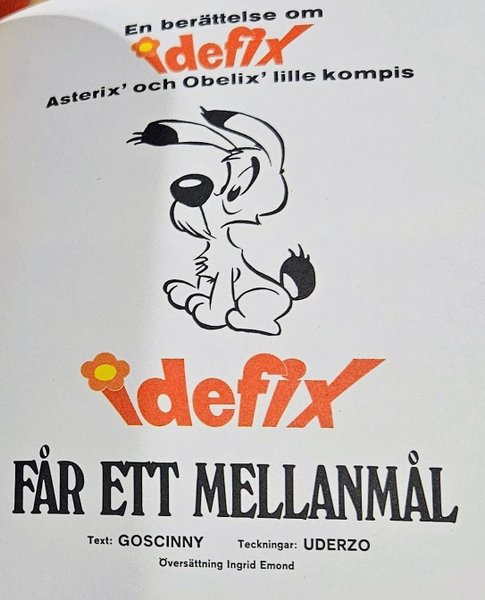 En berättelse om
idefix
Asterix' och Obelix' lille kompis
idefix
FÅR ETT MELLANMÅL
Text: GOSCINNY Teckningar: UDERZO
Översättning Ingrid Emond